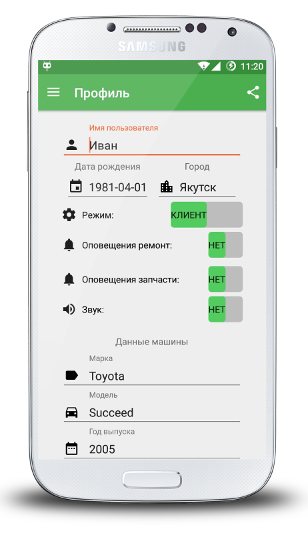 SAMSUNG
11:20
Профиль
Имя пользователя
Иван
Дата рождения Город
1981-04-01 Якутск
Режим: КЛИЕНТ
Оповещения ремонт: НЕТ
Оповещения запчасти: НЕТ
Звук: НЕТ
Данные машины
Марка
Toyota
Модель
Succeed
Год выпуска
2005